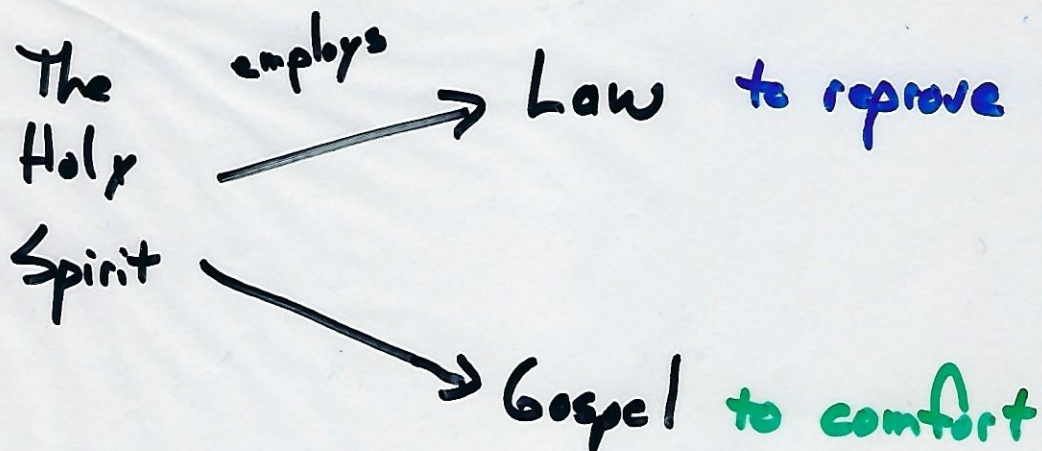 The
Holy
Spirit
employs
Law to reprove
Gospel to comfort